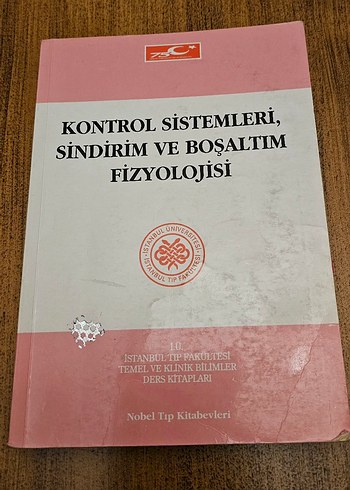 75
KONTROL SİSTEMLERİ,
SİNDİRİM VE BOŞALTIM
FİZYOLOJİSİ
İSTANBUL ÜNİVERSİTESİ
İSTANBUL TIP FAKÜLTESİ
10.
İSTANBUL TIP FAKÜLTESİ
TEMEL VE KLİNİK BİLİMLER
DERS KİTAPLARI
Nobel Tıp Kitabevleri